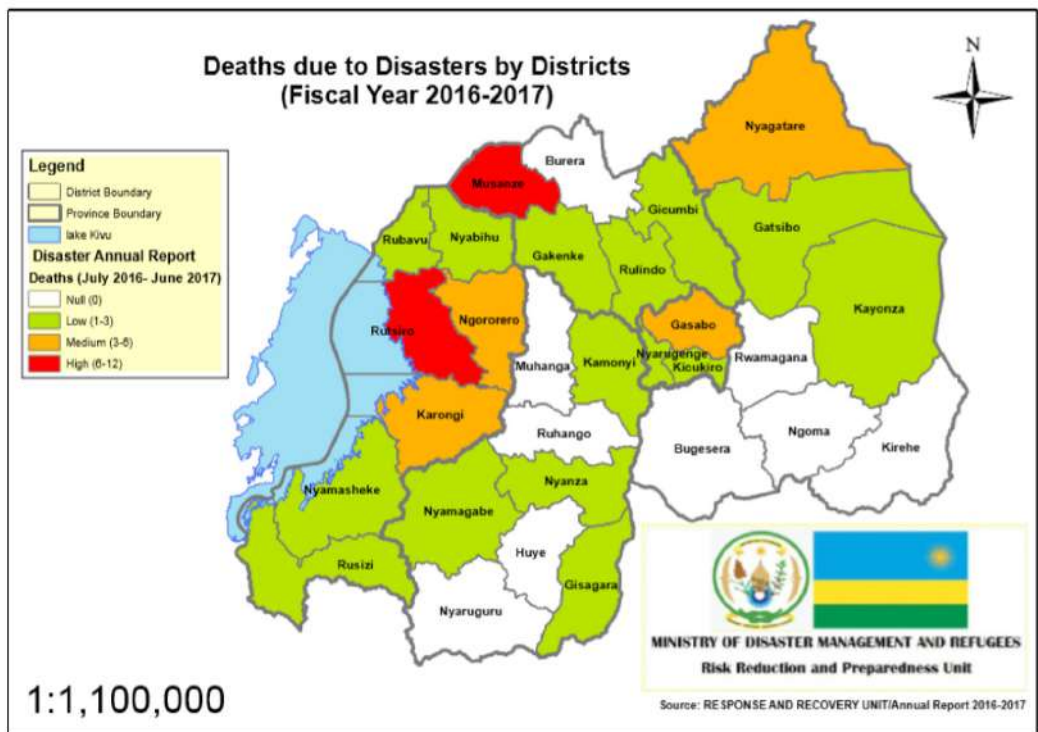 Deaths due to Disasters by Districts
(Fiscal Year 2016-2017)
N
Legend
District Boundary
Province Boundary
lake Kivu
Disaster Annual Report
Deaths (July 2016- June 2017)
Null (0)
Low (1-3)
Medium (3-6)
High (6-12)
Nyagatare
Burera
Musanze
Gicumbi
Gatsibo
Rubavu
Nyabihu
Gakenke
Rulindo
Kayonza
Rutsiro
Ngororero
Gasabo
Nyarugenge
Kicukiro
Rwamagana
Muhanga
Kamonyi
Karongi
Ruhango
Bugesera
Ngoma
Kirehe
Nyamasheke
Nyamagabe
Nyanza
Huye
Rusizi
Gisagara
Nyaruguru
MINISTRY OF DISASTER MANAGEMENT AND REFUGEES
Risk Reduction and Preparedness Unit
1:1,100,000
Source: RESPONSE AND RECOVERY UNIT/Annual Report 2016-2017